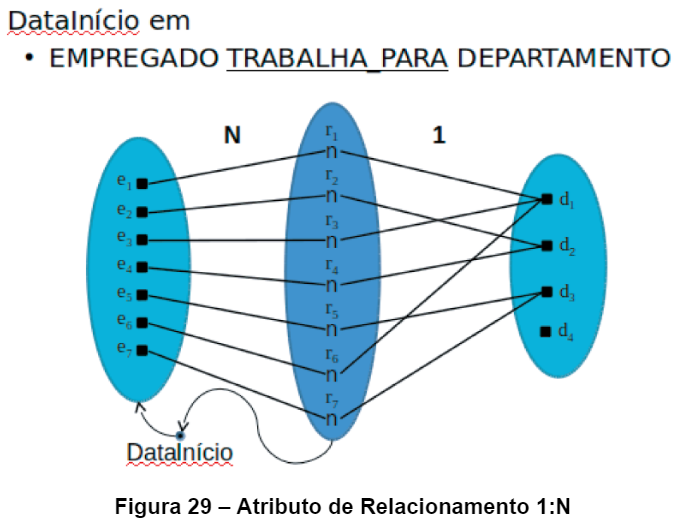 DataInício em
• EMPREGADO TRABALHA_PARA DEPARTAMENTO
N
1
r1
n
r2
n
r3
n
r4
n
r5
n
r6
n
r7
n
e1
e2
e3
e4
e5
e6
e7
d1
d2
d3
d4
DataInício
Figura 29 – Atributo de Relacionamento 1:N